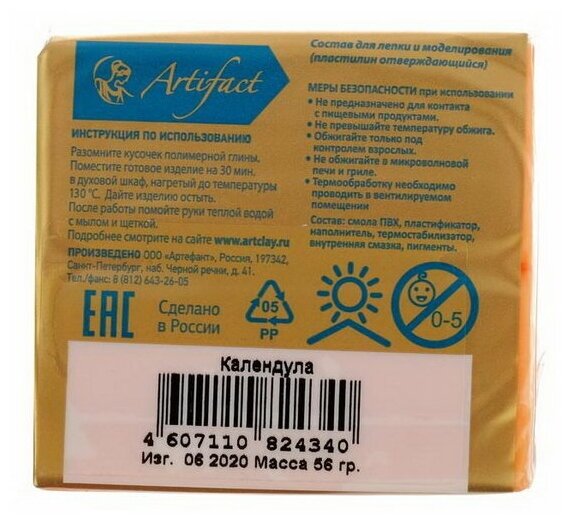 Artifact
Состав для лепки и моделирования
(пластилин отверждающийся)
ИНСТРУКЦИЯ ПО ИСПОЛЬЗОВАНИЮ
Разомните кусочек полимерной глины.
Поместите готовое изделие на 30 мин.
в духовой шкаф, нагретый до температуры
130 °С. Дайте изделию остыть.
После работы помойте руки теплой водой
с мылом и щеткой.
Подробнее смотрите на сайте www.artclay.ru
ПРОИЗВЕДЕНО ООО «Артефакт», Россия, 197342,
Санкт-Петербург, наб. Черной речки, д. 41.
Тел./факс: 8 (812) 643-26-05
МЕРЫ БЕЗОПАСНОСТИ при использовании
• Не предназначено для контакта
с пищевыми продуктами.
• Не превышайте температуру обжига.
• Обжигайте только под
контролем взрослых.
• Не обжигайте в микроволновой
печи и гриле.
• Термообработку необходимо
проводить в вентилируемом
помещении
Состав: смола ПВХ, пластификатор,
наполнитель, термостабилизатор,
внутренняя смазка, пигменты.
EAC
Сделано
в России
05
PP
0-5
Календула
4 607110 824340
Изг. 06 2020 Масса 56 гр.